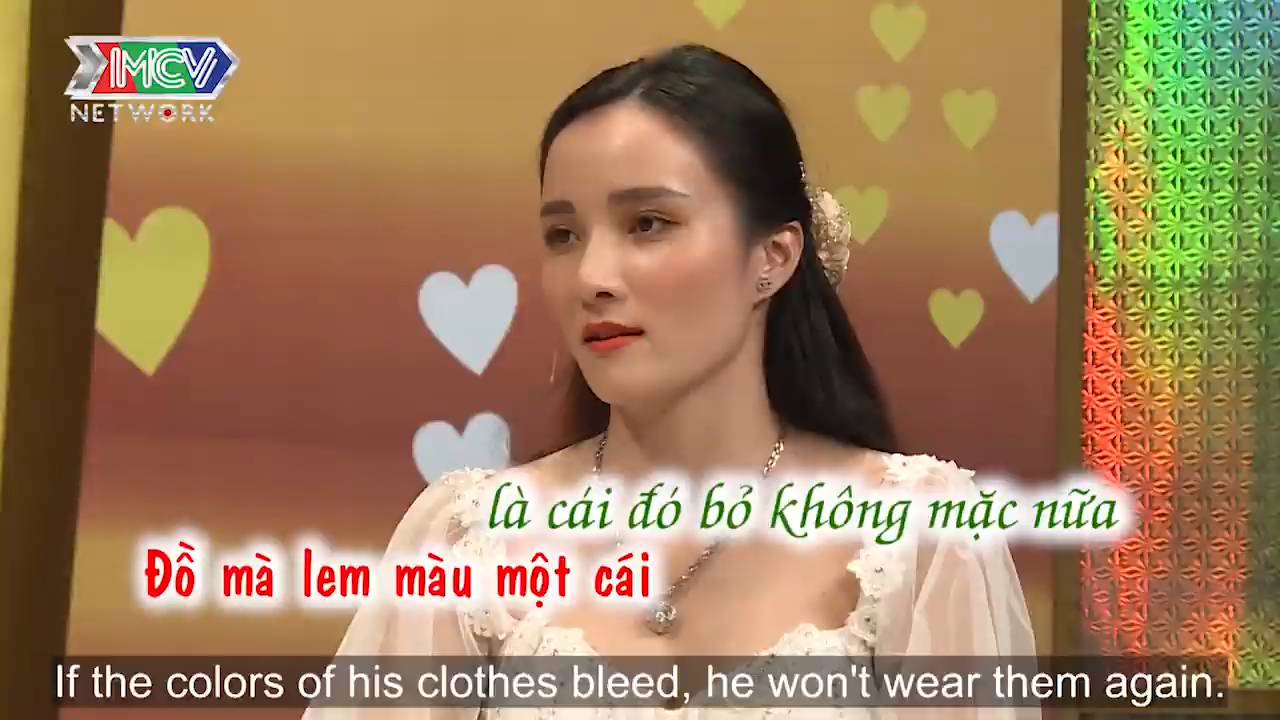 MCV
NETWORK
Đồ mà lem màu một cái
là cái đó bỏ không mặc nữa
If the colors of his clothes bleed, he won't wear them again.